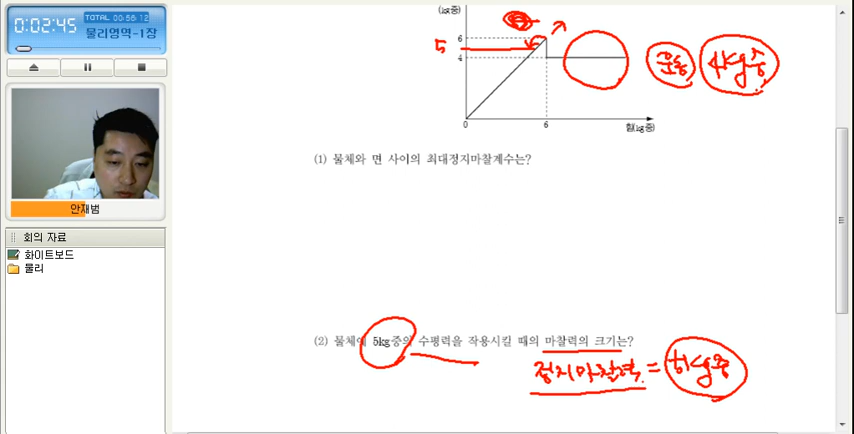 0:02:45
TOTAL 00:56:12
물리영역-1장
안재범
회의 자료
화이트보드
물리
(kg중)
6
5
4
0
6
힘(kg중)
운동
4kg중
(1) 물체와 면 사이의 최대정지마찰계수는?
(2) 물체에 5kg중의 수평력을 작용시킬 때의 마찰력의 크기는?
정지마찰력 = 5kg중